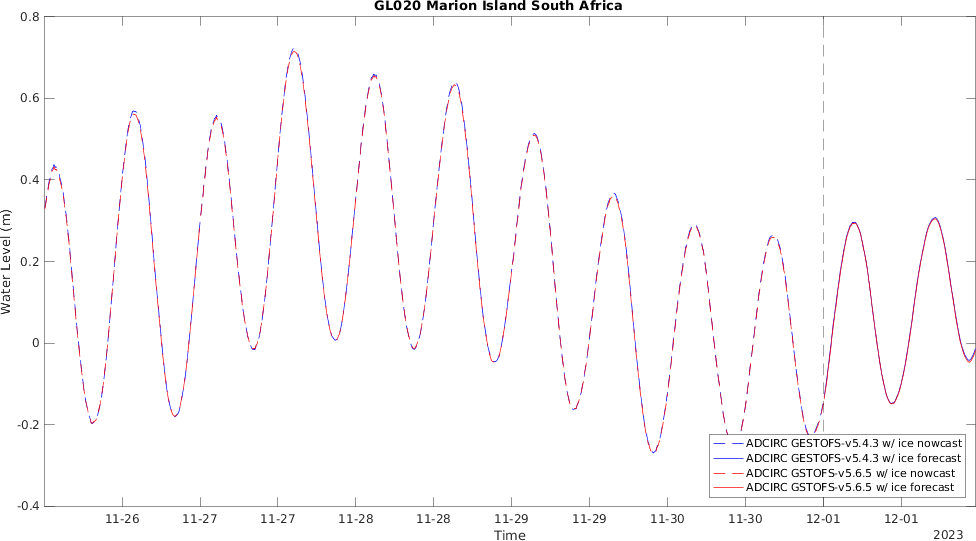 GL020 Marion Island South Africa
0.8
0.6
0.4
0.2
0
-0.2
-0.4
Water Level (m)
ADCIRC GESTOFS-v5.4.3 w/ ice nowcast
ADCIRC GESTOFS-v5.4.3 w/ ice forecast
ADCIRC GSTOFS-v5.6.5 w/ ice nowcast
ADCIRC GSTOFS-v5.6.5 w/ ice forecast
11-26 11-27 11-27 11-28 11-28 11-29 11-29 11-30 11-30 12-01 12-01
Time
2023